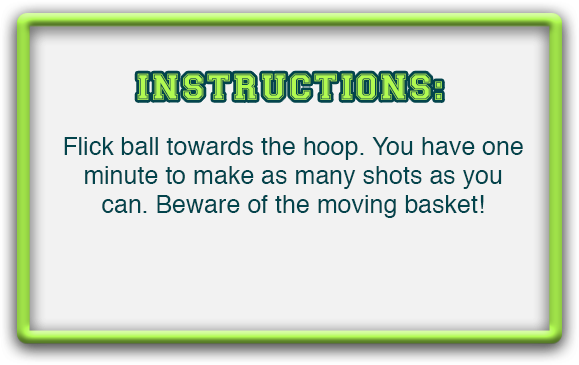 INSTRUCTIONS:
Flick ball towards the hoop. You have one
minute to make as many shots as you
can. Beware of the moving basket!